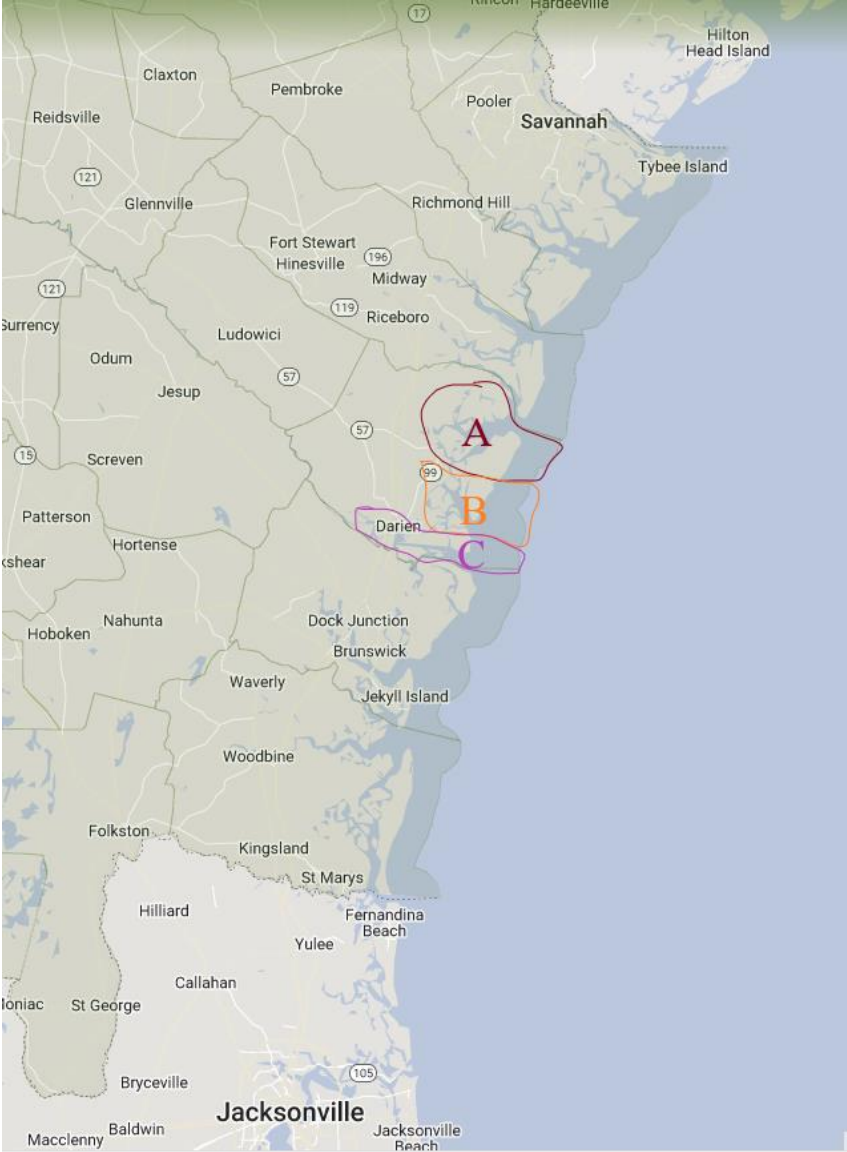 17
Hardeeville
Hilton
Head Island
Claxton
Pembroke
Pooler
Reidsville
Savannah
Tybee Island
121
Glennville
Richmond Hill
Fort Stewart
196
Hinesville
Midway
121
119
Riceboro
Surrency
Ludowici
Odum
57
Jesup
A
57
15
Screven
99
B
Patterson
Darien
Hortense
C
Nahunta
Dock Junction
Hoboken
Brunswick
Waverly
Jekyll Island
Woodbine
Folkston
Kingsland
St Marys
Hilliard
Fernandina
Beach
Yulee
Callahan
St George
105
Bryceville
Jacksonville
Baldwin
Jacksonville
Beach
Macclenny